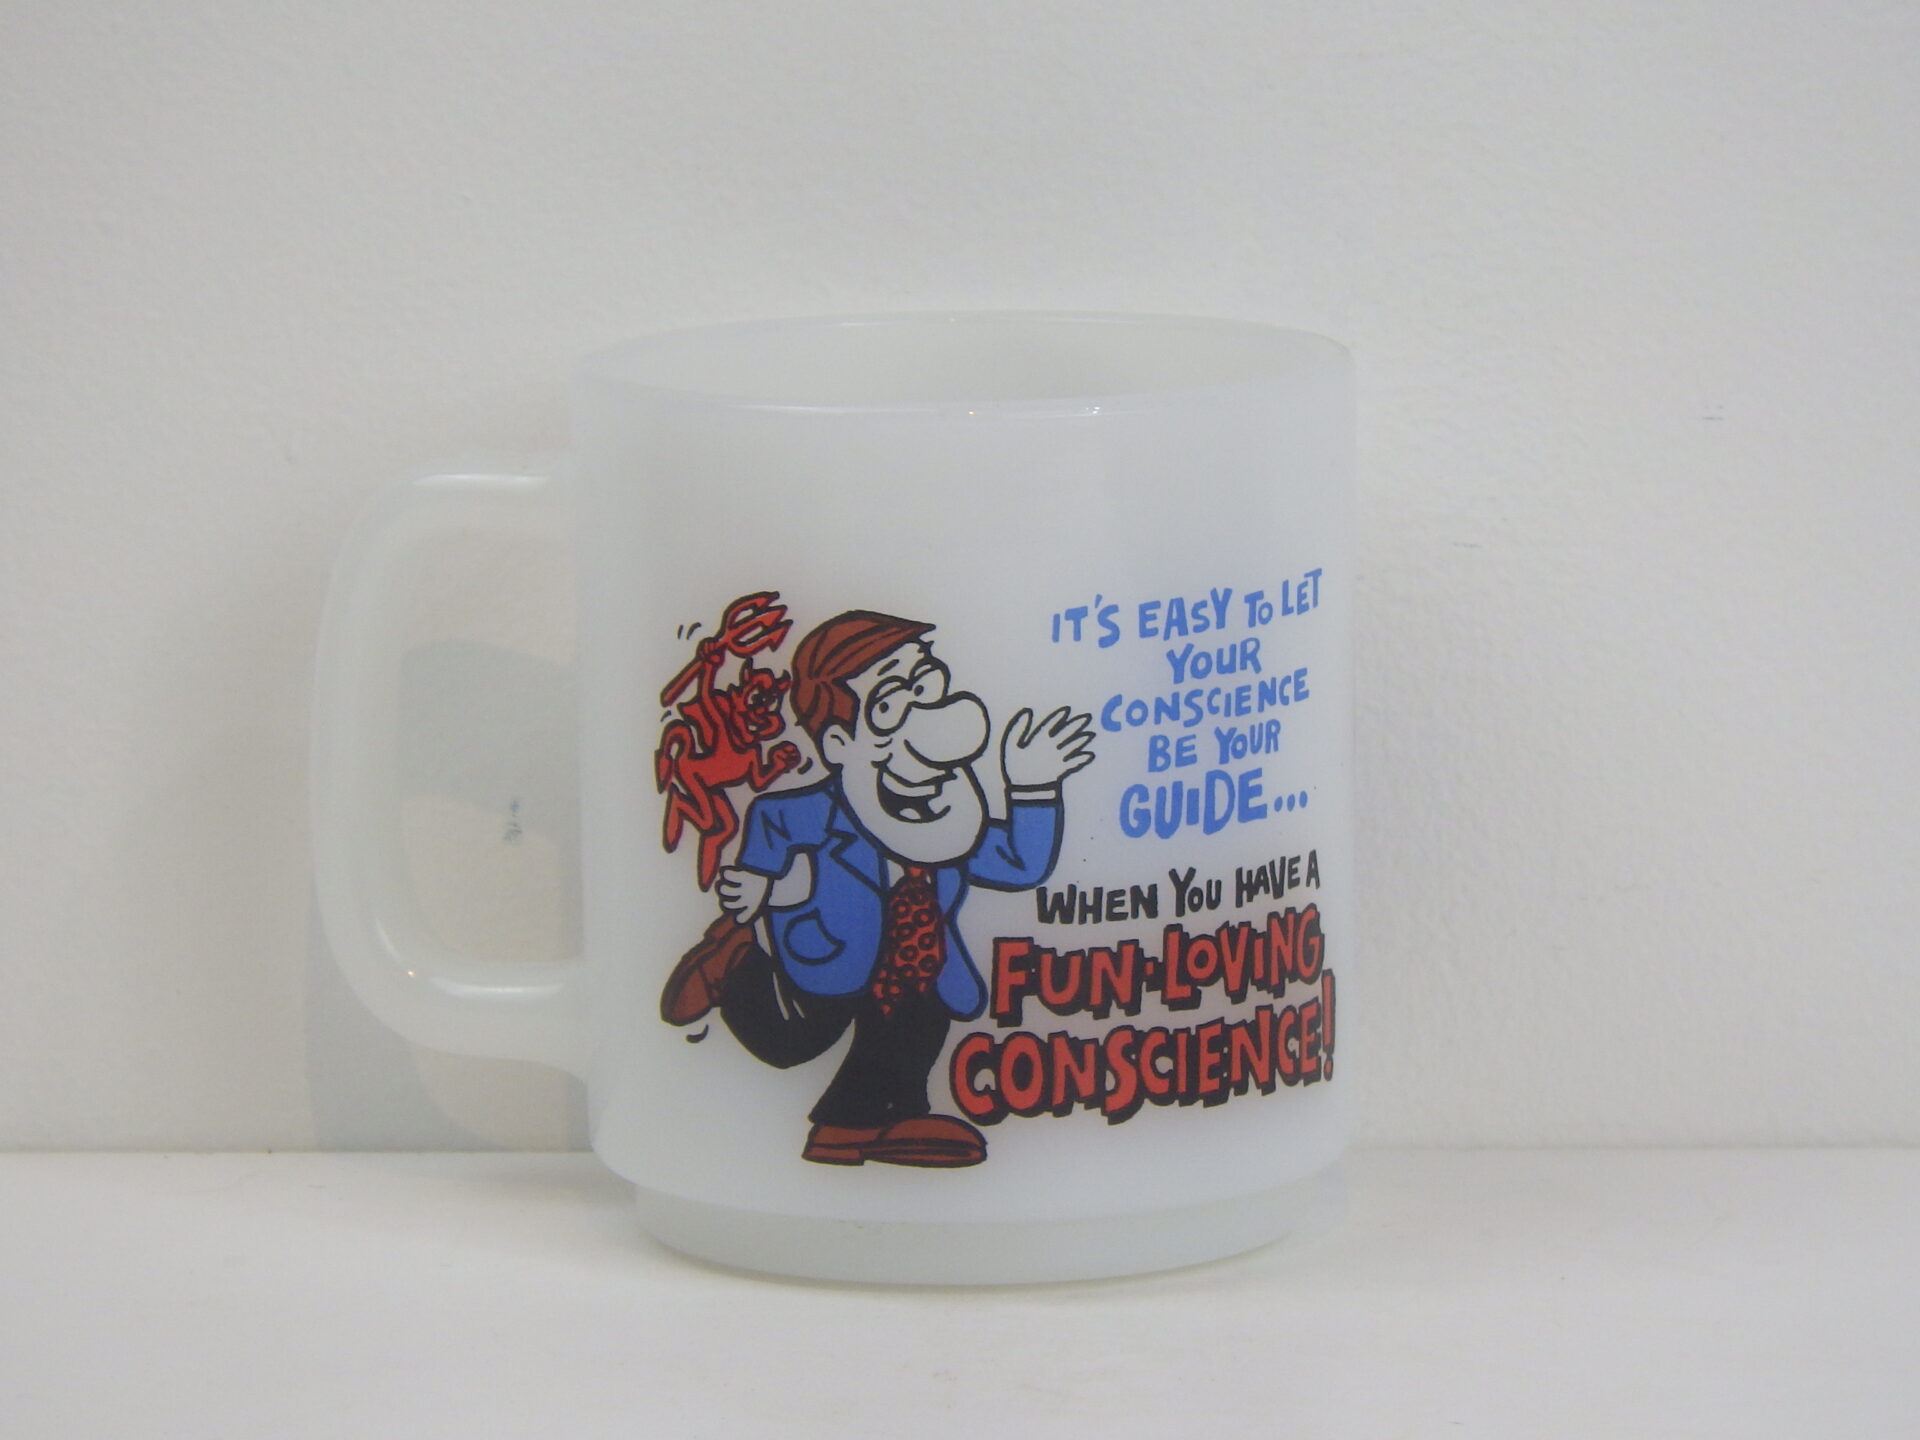 IT'S EASY TO LET
YOUR
CONSCIENCE
BE YOUR
GUIDE...
WHEN YOU HAVE A
FUN-LOVING
CONSCIENCE!